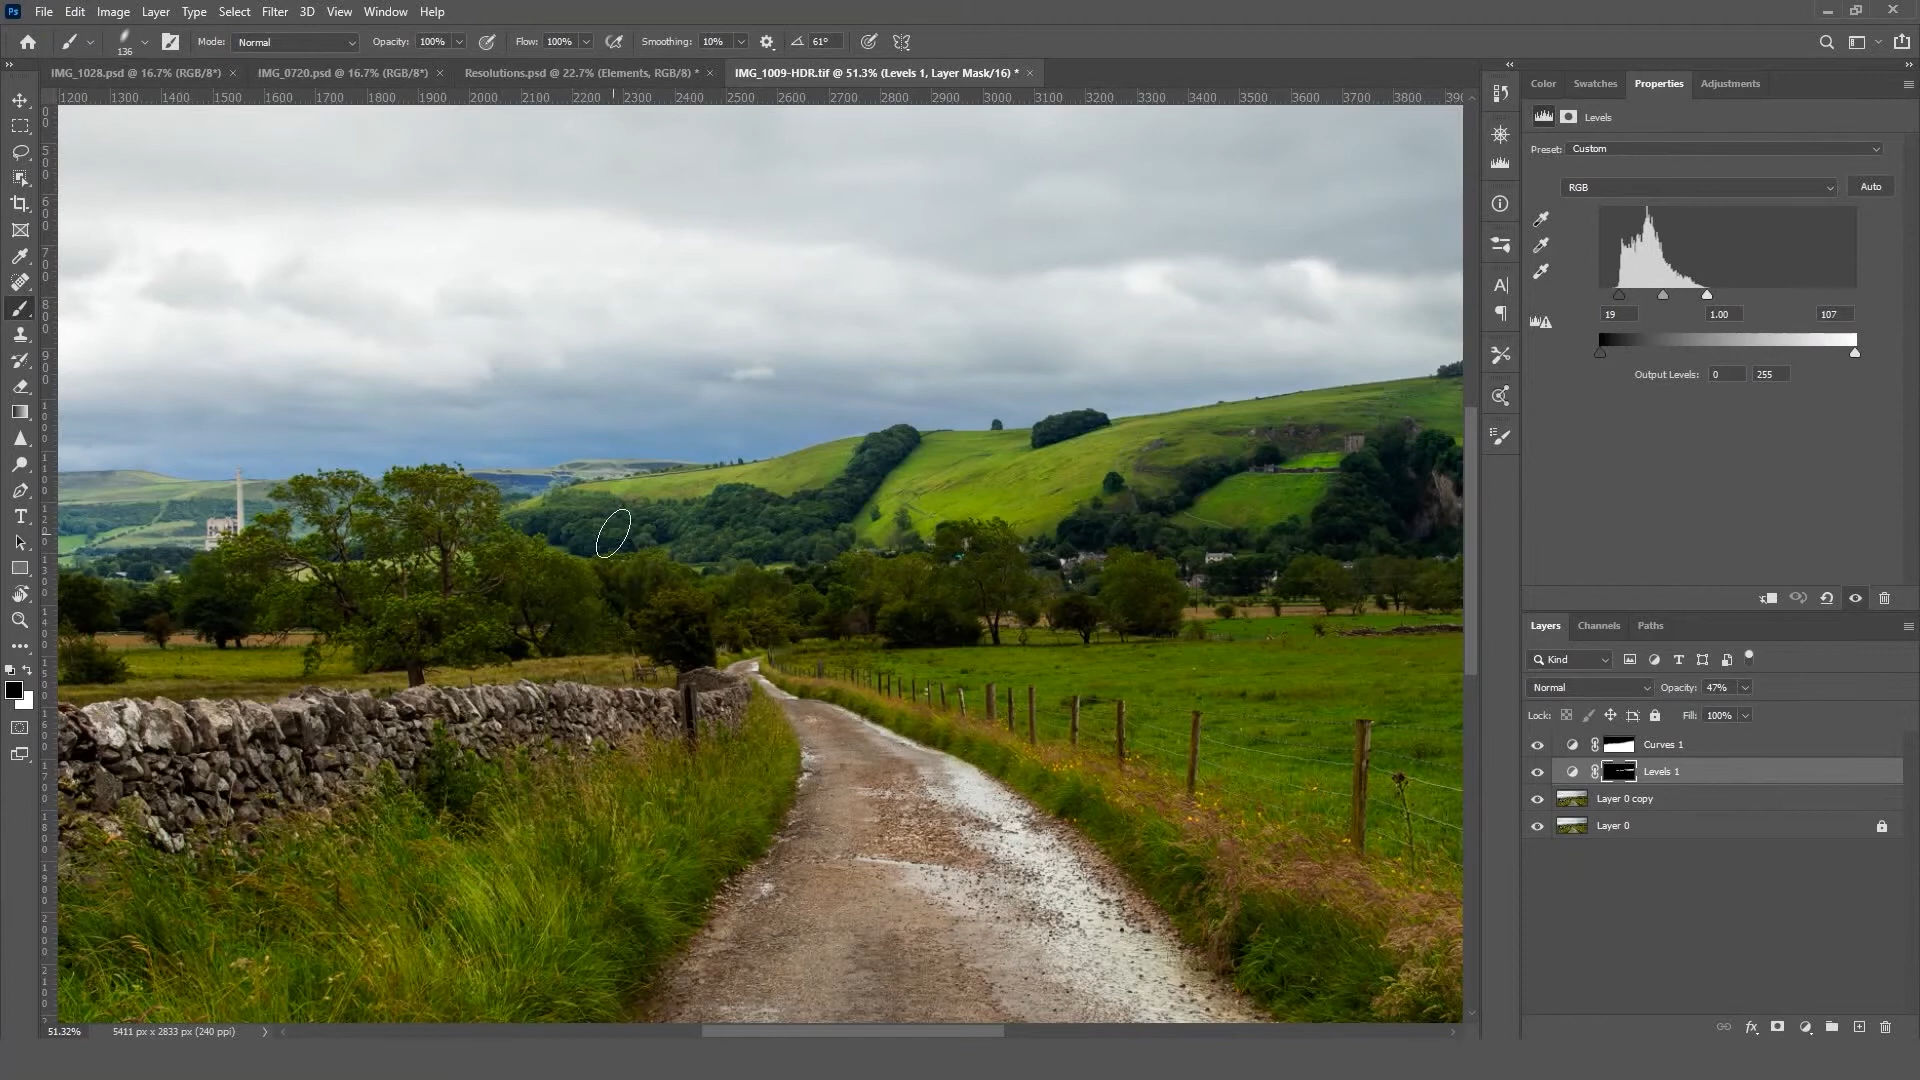 Ps File Edit Image Layer Type Select Filter 3D View Window Help
136 Mode: Normal Opacity: 100% Flow: 100% Smoothing: 10% 61°
IMG_1028.psd @ 16.7% (RGB/8*) × IMG_0720.psd @ 16.7% (RGB/8*) × Resolutions.psd @ 22.7% (Elements, RGB/8) * × IMG_1009-HDR.tif @ 51.3% (Levels 1, Layer Mask/16) * ×
1200 1300 1400 1500 1600 1700 1800 1900 2000 2100 2200 2300 2400 2500 2600 2700 2800 2900 3000 3100 3200 3300 3400 3500 3600 3700 3800 390
Color Swatches Properties Adjustments
Levels
Preset: Custom
RGB Auto
19 1.00 107
Output Levels: 0 255
Layers Channels Paths
Kind
Normal Opacity: 47%
Lock: Fill: 100%
Curves 1
Levels 1
Layer 0 copy
Layer 0
fx
51.32% 5411 px x 2833 px (240 ppi)